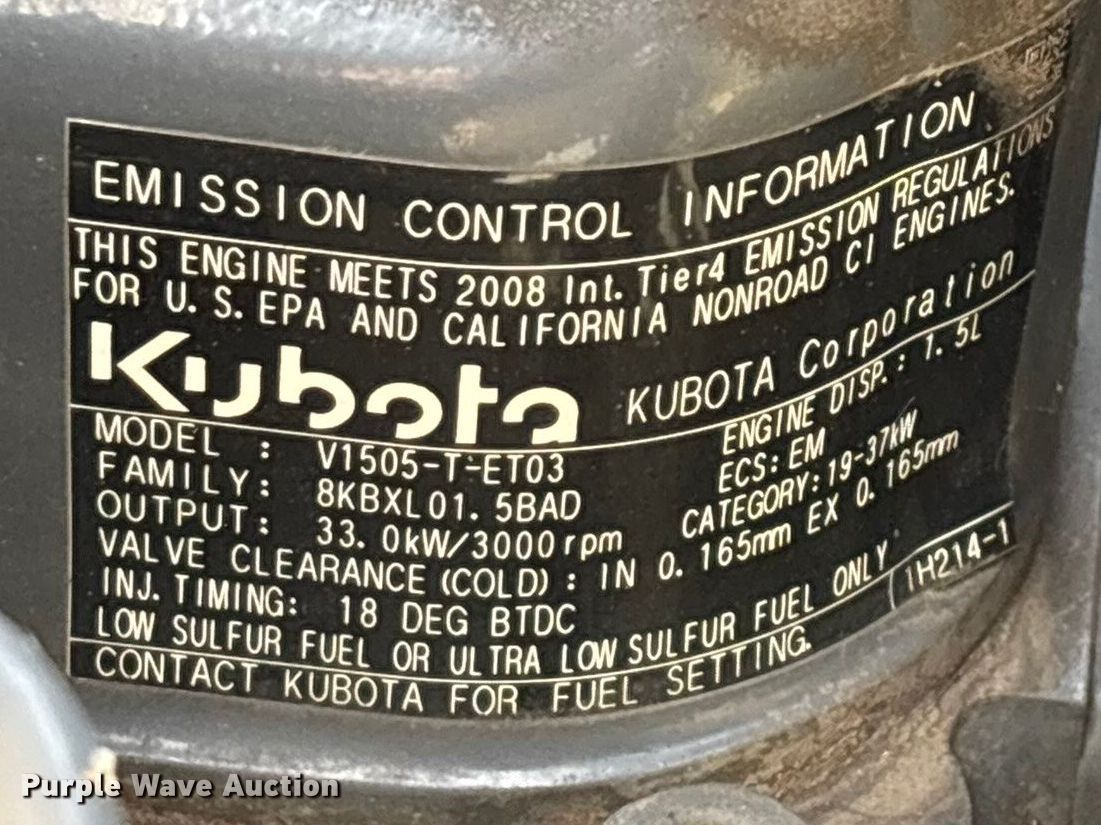 EMISSION CONTROL INFORMATION
THIS ENGINE MEETS 2008 Int. Tier4 EMISSION REGULATIONS
FOR U.S. EPA AND CALIFORNIA NONROAD CI ENGINES.
Kubota KUBOTA Corporation
MODEL : V1505-T-ET03 ENGINE DISP.: 1.5L
FAMILY: 8KBXL01.5BAD ECS: EM
OUTPUT: 33.0kW/3000rpm CATEGORY: 19-37kW
VALVE CLEARANCE (COLD) : IN 0.165mm EX 0.165mm
INJ. TIMING: 18 DEG BTDC
LOW SULFUR FUEL OR ULTRA LOW SULFUR FUEL ONLY 1H214-1
CONTACT KUBOTA FOR FUEL SETTING.
Purple Wave Auction